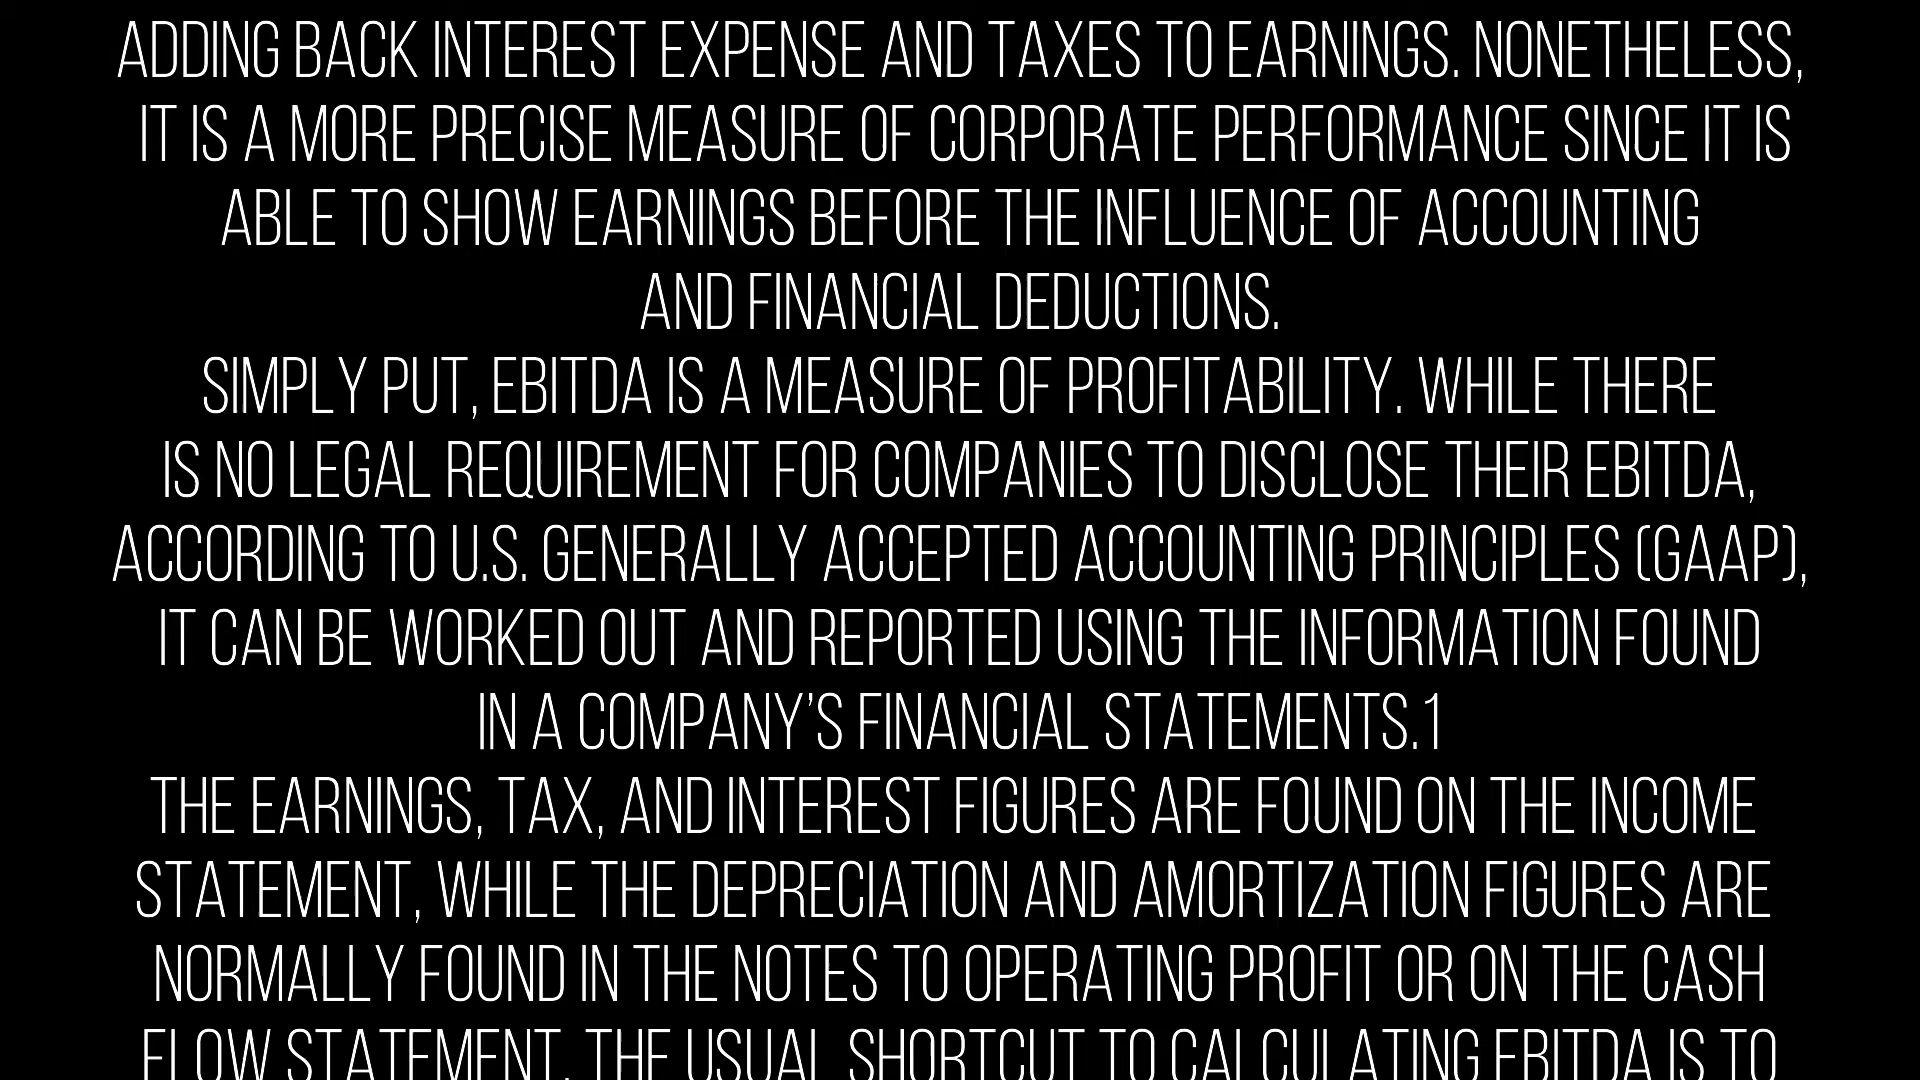 ADDING BACK INTEREST EXPENSE AND TAXES TO EARNINGS. NONETHELESS,
IT IS A MORE PRECISE MEASURE OF CORPORATE PERFORMANCE SINCE IT IS
ABLE TO SHOW EARNINGS BEFORE THE INFLUENCE OF ACCOUNTING
AND FINANCIAL DEDUCTIONS.
SIMPLY PUT, EBITDA IS A MEASURE OF PROFITABILITY. WHILE THERE
IS NO LEGAL REQUIREMENT FOR COMPANIES TO DISCLOSE THEIR EBITDA,
ACCORDING TO U.S. GENERALLY ACCEPTED ACCOUNTING PRINCIPLES (GAAP),
IT CAN BE WORKED OUT AND REPORTED USING THE INFORMATION FOUND
IN A COMPANY’S FINANCIAL STATEMENTS.1
THE EARNINGS, TAX, AND INTEREST FIGURES ARE FOUND ON THE INCOME
STATEMENT, WHILE THE DEPRECIATION AND AMORTIZATION FIGURES ARE
NORMALLY FOUND IN THE NOTES TO OPERATING PROFIT OR ON THE CASH
FLOW STATEMENT. THE USUAL SHORTCUT TO CALCULATING EBITDA IS TO